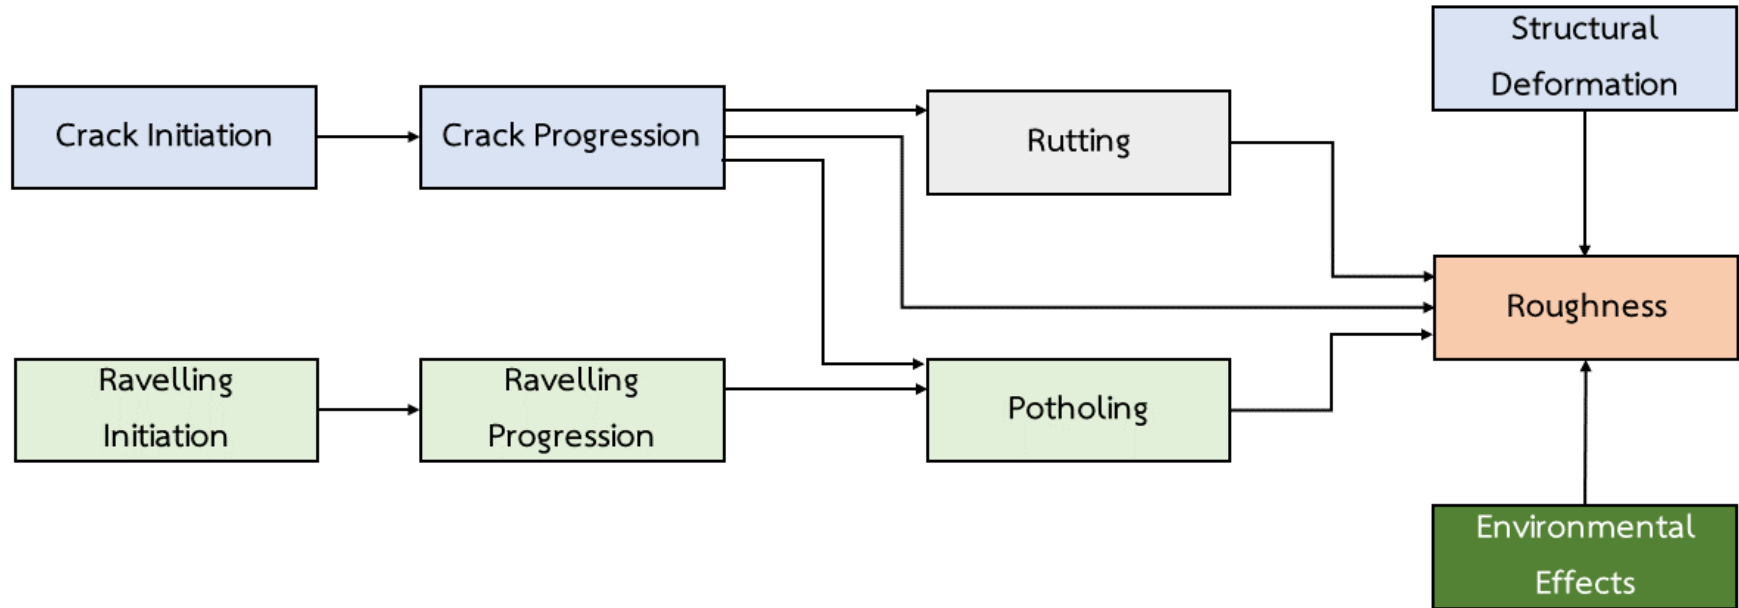 Structural
Deformation
Crack Initiation
Crack Progression
Rutting
Roughness
Ravelling
Initiation
Ravelling
Progression
Potholing
Environmental
Effects